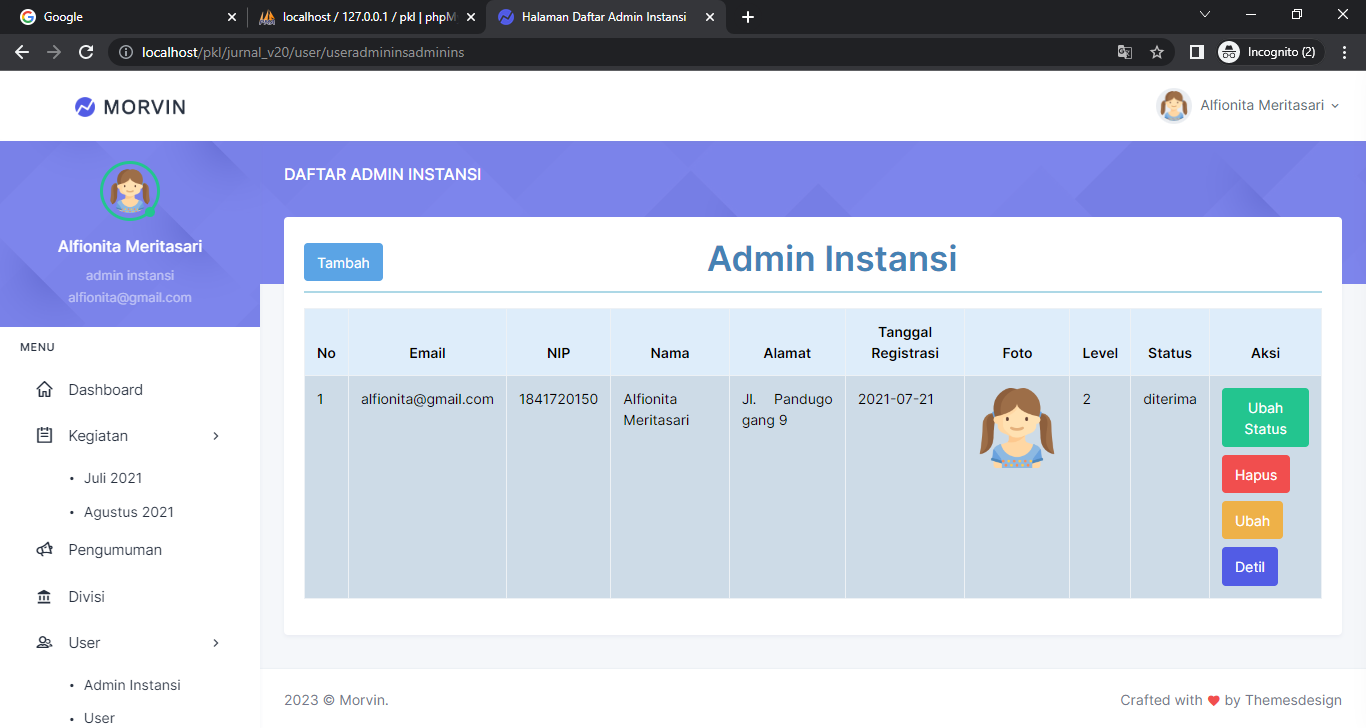 Google
localhost / 127.0.0.1 / pkl | phpM
Halaman Daftar Admin Instansi
localhost/pkl/jurnal_v20/user/useradmininsadminins
Incognito (2)
MORVIN
Alfionita Meritasari
Alfionita Meritasari
admin instansi
alfionita@gmail.com
MENU
Dashboard
Kegiatan
• Juli 2021
• Agustus 2021
Pengumuman
Divisi
User
• Admin Instansi
• User
DAFTAR ADMIN INSTANSI
Tambah
Admin Instansi
No Email NIP Nama Alamat Tanggal Registrasi Foto Level Status Aksi
1 alfionita@gmail.com 1841720150 Alfionita Meritasari Jl. Pandugo gang 9 2021-07-21 2 diterima
Ubah Status
Hapus
Ubah
Detil
2023 © Morvin.
Crafted with ❤ by Themesdesign